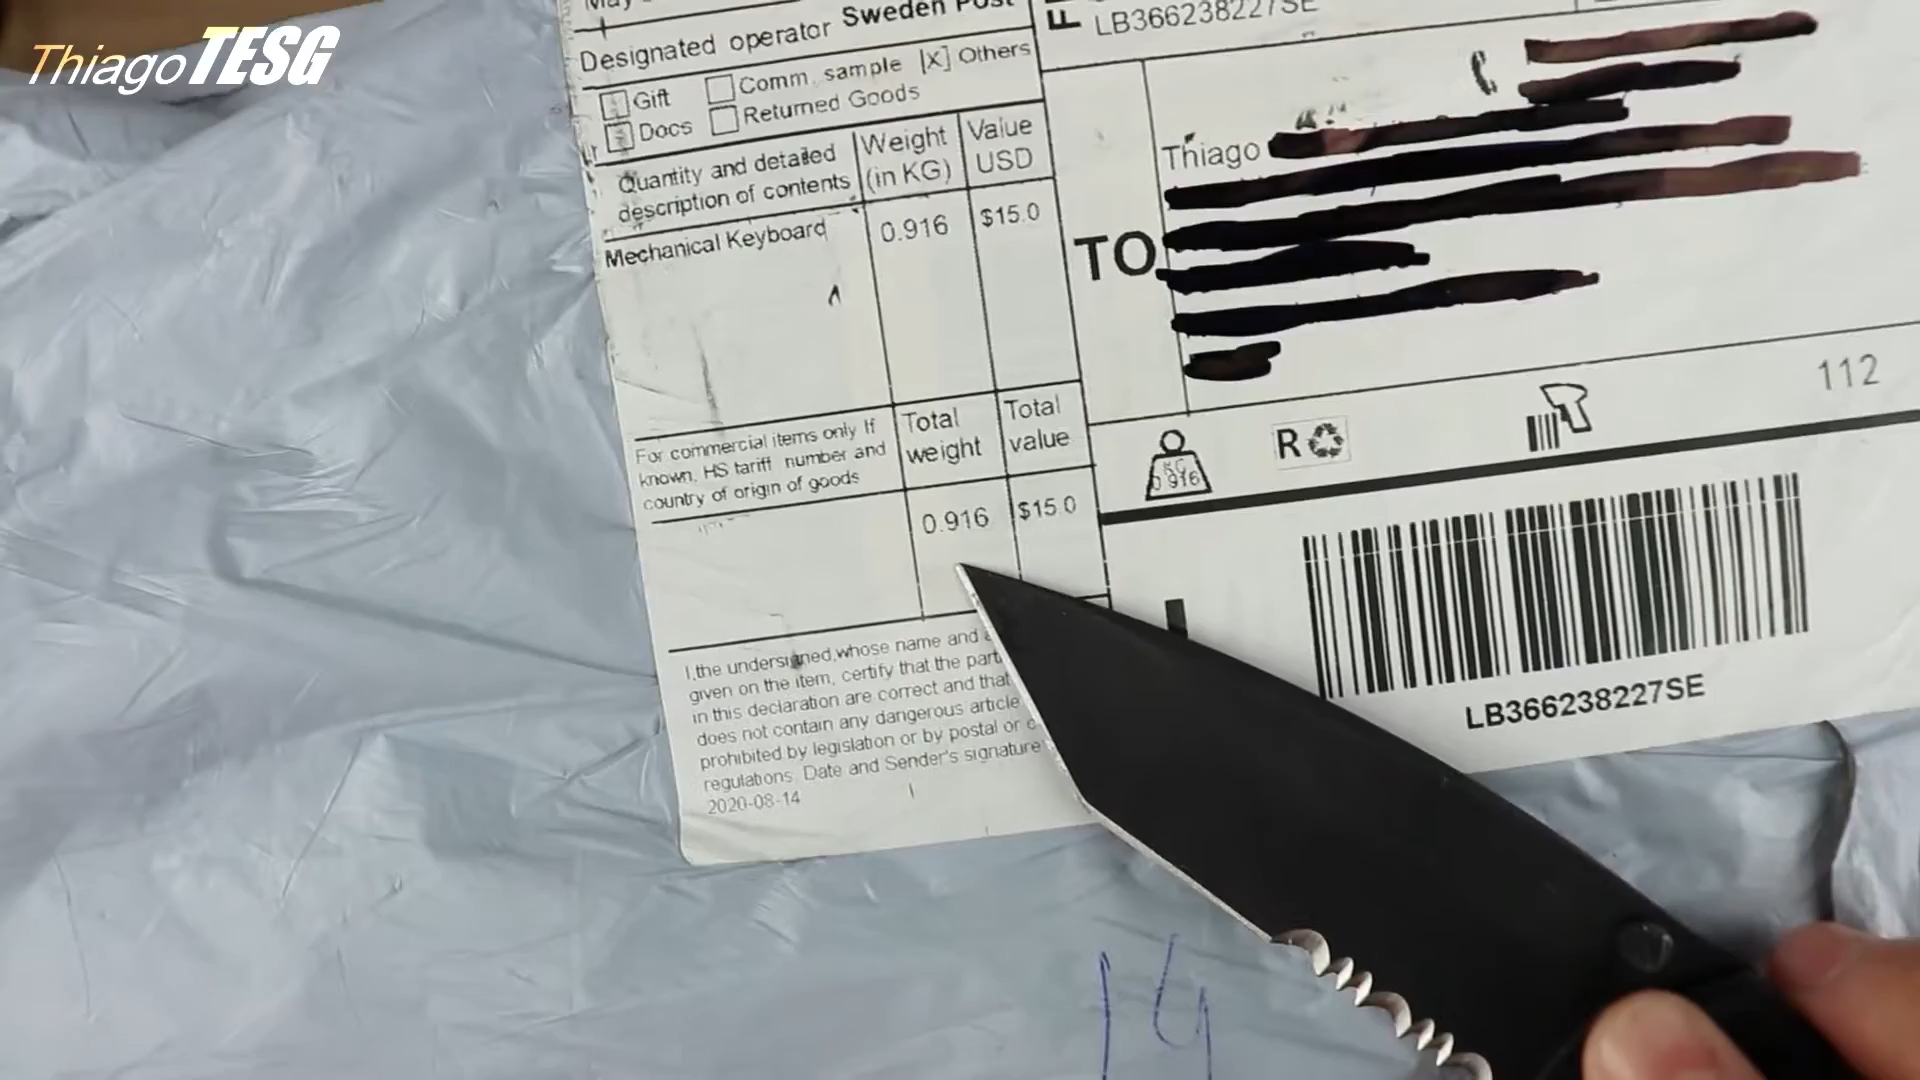 ThiagoTESG
Designated operator Sweden Post
Gift
Comm. sample
[X] Others
Docs
Returned Goods
Quantity and detailed
description of contents
Weight
(in KG)
Value
USD
Mechanical Keyboard
0.916
$15.0
For commercial items only If
known, HS tariff number and
country of origin of goods
Total
weight
Total
value
0.916
$15.0
I,the undersigned,whose name and
given on the item, certify that the part
in this declaration are correct and that
does not contain any dangerous article
prohibited by legislation or by postal or c
regulations. Date and Sender's signature
2020-08-14
LB366238227SE
TO
Thiago
KG
0.916
R
112
LB366238227SE
14